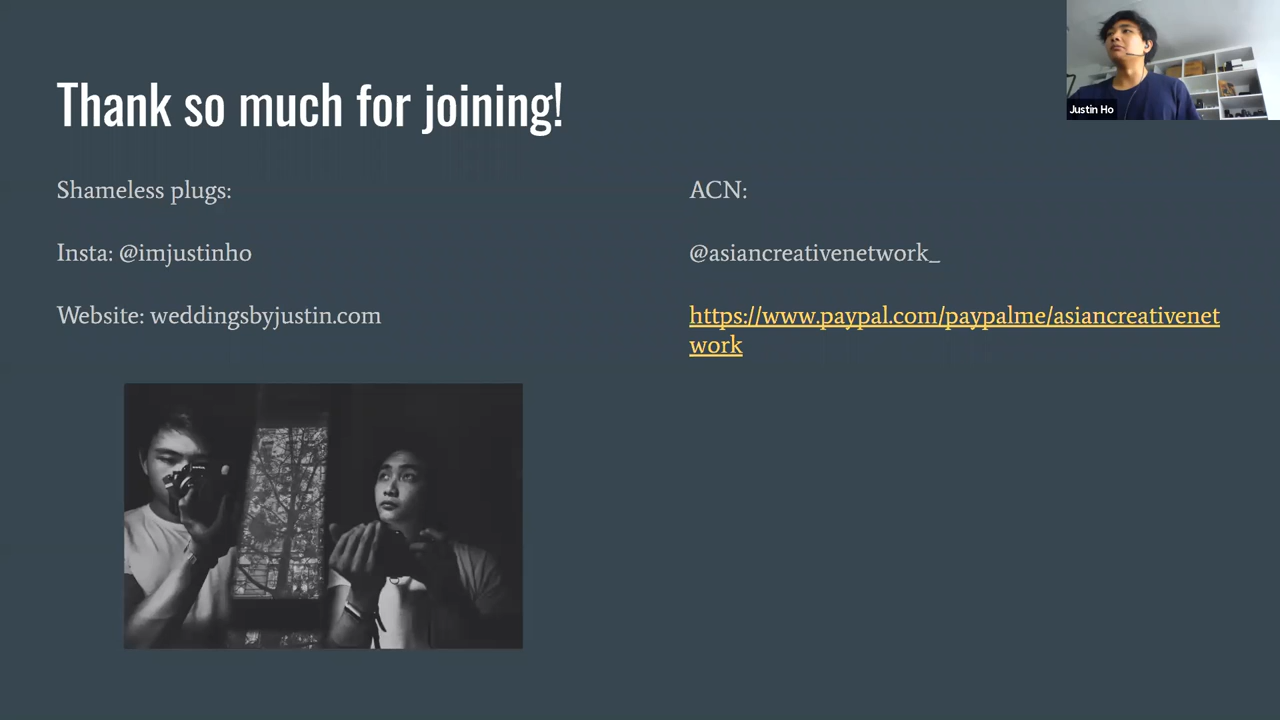 Thank so much for joining!
Shameless plugs:
Insta: @imjustinho
Website: weddingsbyjustin.com
ACN:
@asiancreativenetwork_
https://www.paypal.com/paypalme/asiancreativenet
work
Justin Ho